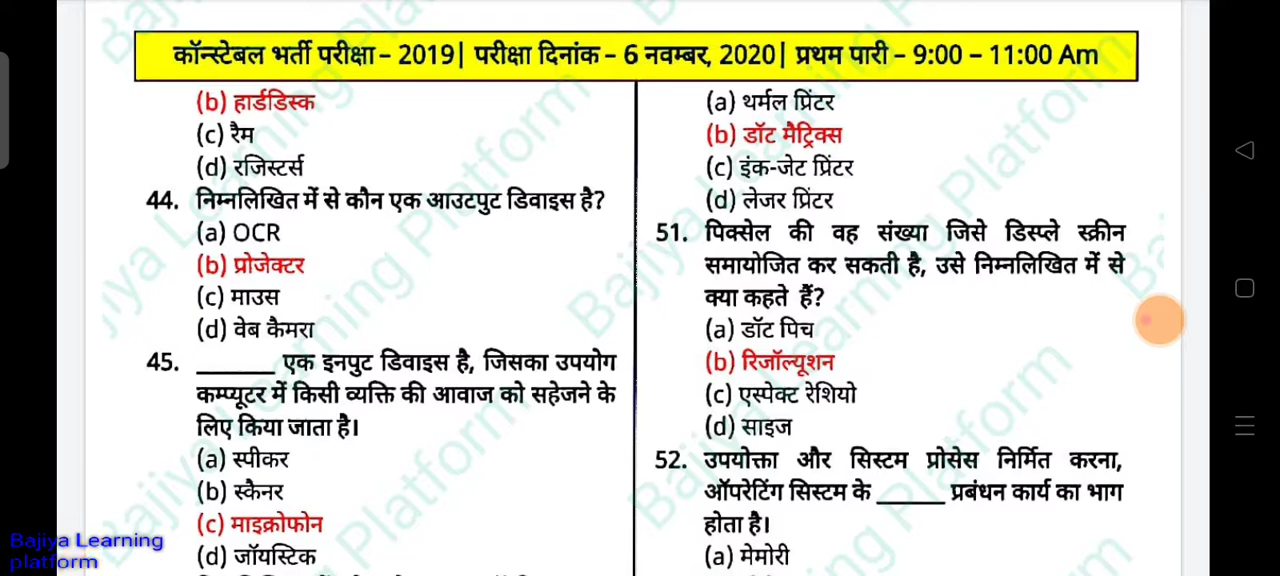 कॉन्स्टेबल भर्ती परीक्षा – 2019| परीक्षा दिनांक – 6 नवम्बर, 2020| प्रथम पारी – 9:00 – 11:00 Am
(b) हार्डडिस्क
(c) रैम
(d) रजिस्टर्स
44. निम्नलिखित में से कौन एक आउटपुट डिवाइस है?
(a) OCR
(b) प्रोजेक्टर
(c) माउस
(d) वेब कैमरा
45. ______ एक इनपुट डिवाइस है, जिसका उपयोग
कम्प्यूटर में किसी व्यक्ति की आवाज को सहेजने के
लिए किया जाता है।
(a) स्पीकर
(b) स्कैनर
(c) माइक्रोफोन
(d) जॉयस्टिक
(a) थर्मल प्रिंटर
(b) डॉट मैट्रिक्स
(c) इंक-जेट प्रिंटर
(d) लेजर प्रिंटर
51. पिक्सेल की वह संख्या जिसे डिस्प्ले स्क्रीन
समायोजित कर सकती है, उसे निम्नलिखित में से
क्या कहते हैं?
(a) डॉट पिच
(b) रिजॉल्यूशन
(c) एस्पेक्ट रेशियो
(d) साइज
52. उपयोक्ता और सिस्टम प्रोसेस निर्मित करना,
ऑपरेटिंग सिस्टम के ______ प्रबंधन कार्य का भाग
होता है।
(a) मेमोरी
Bajiya Learning
platform